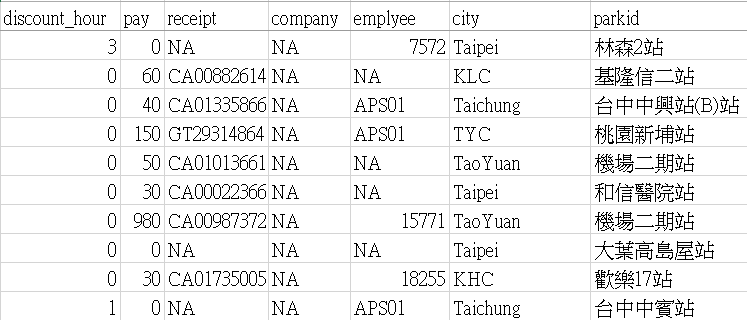 discount_hour pay receipt company emplyee city parkid
3 0 NA NA 7572 Taipei 林森2站
0 60 CA00882614 NA NA KLC 基隆信二站
0 40 CA01335866 NA APS01 Taichung 台中中興站(B)站
0 150 GT29314864 NA APS01 TYC 桃園新埔站
0 50 CA01013661 NA NA TaoYuan 機場二期站
0 30 CA00022366 NA NA Taipei 和信醫院站
0 980 CA00987372 NA 15771 TaoYuan 機場二期站
0 0 NA NA NA Taipei 大葉高島屋站
0 30 CA01735005 NA 18255 KHC 歡樂17站
1 0 NA NA APS01 Taichung 台中中賓站